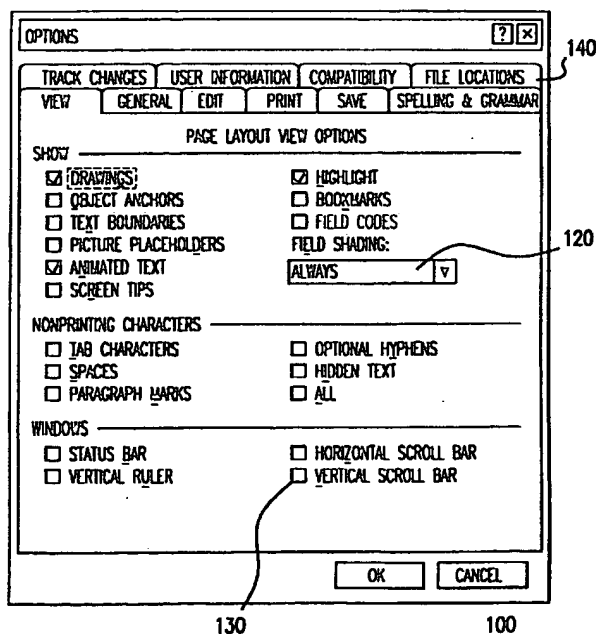 OPTIONS ? ×
140
TRACK CHANGES USER INFORMATION COMPATIBILITY FILE LOCATIONS
VIEW GENERAL EDIT PRINT SAVE SPELLING & GRAMMAR
PAGE LAYOUT VIEW OPTIONS
SHOW
DRAWINGS HIGHLIGHT
OBJECT ANCHORS BOOKMARKS
TEXT BOUNDARIES FIELD CODES
PICTURE PLACEHOLDERS FIELD SHADING:
120
ANIMATED TEXT ALWAYS
SCREEN TIPS
NONPRINTING CHARACTERS
TAB CHARACTERS OPTIONAL HYPHENS
SPACES HIDDEN TEXT
PARAGRAPH MARKS ALL
WINDOWS
STATUS BAR HORIZONTAL SCROLL BAR
VERTICAL RULER VERTICAL SCROLL BAR
OK CANCEL
130 100